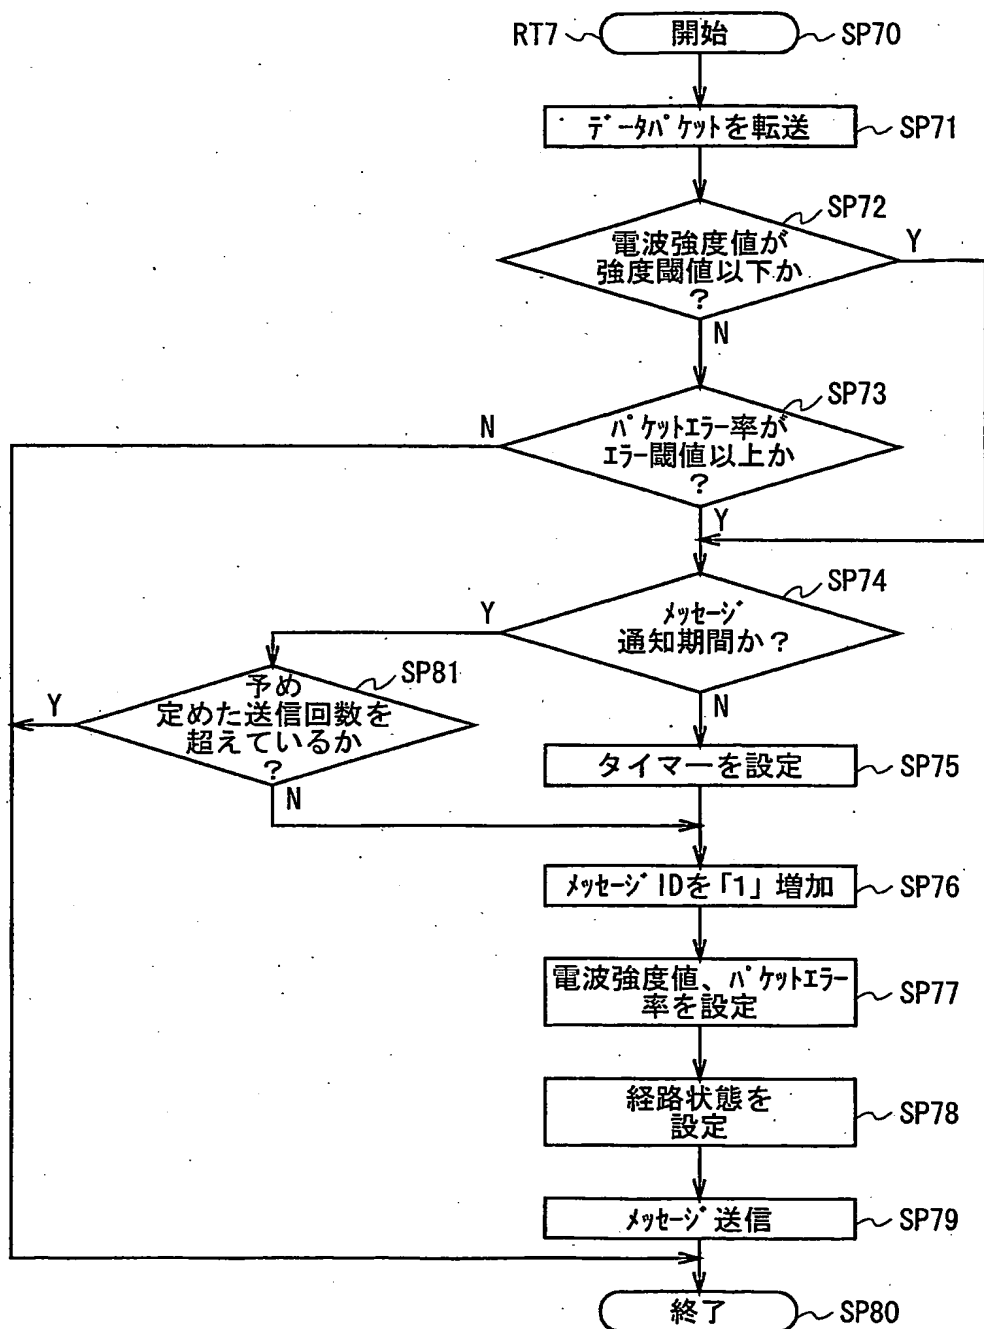 RT7
開始
SP70
データパケットを転送
SP71
SP72
電波強度値が
強度閾値以下か
?
Y
N
SP73
パケットエラー率が
エラー閾値以上か
?
N
Y
SP74
メッセージ
通知期間か?
Y
N
SP81
予め
定めた送信回数を
超えているか
?
Y
N
タイマーを設定
SP75
メッセージIDを「1」増加
SP76
電波強度値、パケットエラー
率を設定
SP77
経路状態を
設定
SP78
メッセージ送信
SP79
終了
SP80